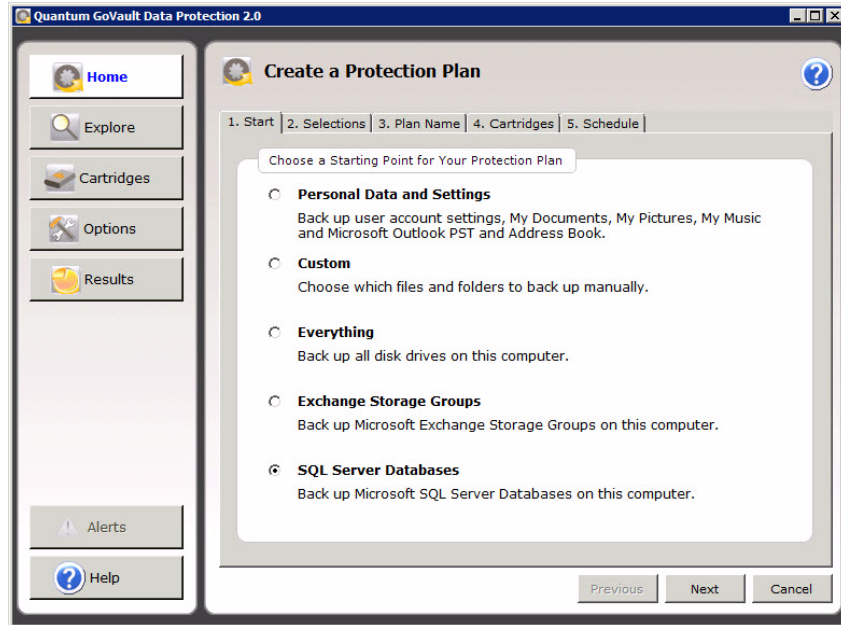 Quantum GoVault Data Protection 2.0
Home
Explore
Cartridges
Options
Results
Alerts
Help
Create a Protection Plan
1. Start
2. Selections
3. Plan Name
4. Cartridges
5. Schedule
Choose a Starting Point for Your Protection Plan
Personal Data and Settings
Back up user account settings, My Documents, My Pictures, My Music
and Microsoft Outlook PST and Address Book.
Custom
Choose which files and folders to back up manually.
Everything
Back up all disk drives on this computer.
Exchange Storage Groups
Back up Microsoft Exchange Storage Groups on this computer.
SQL Server Databases
Back up Microsoft SQL Server Databases on this computer.
Previous
Next
Cancel